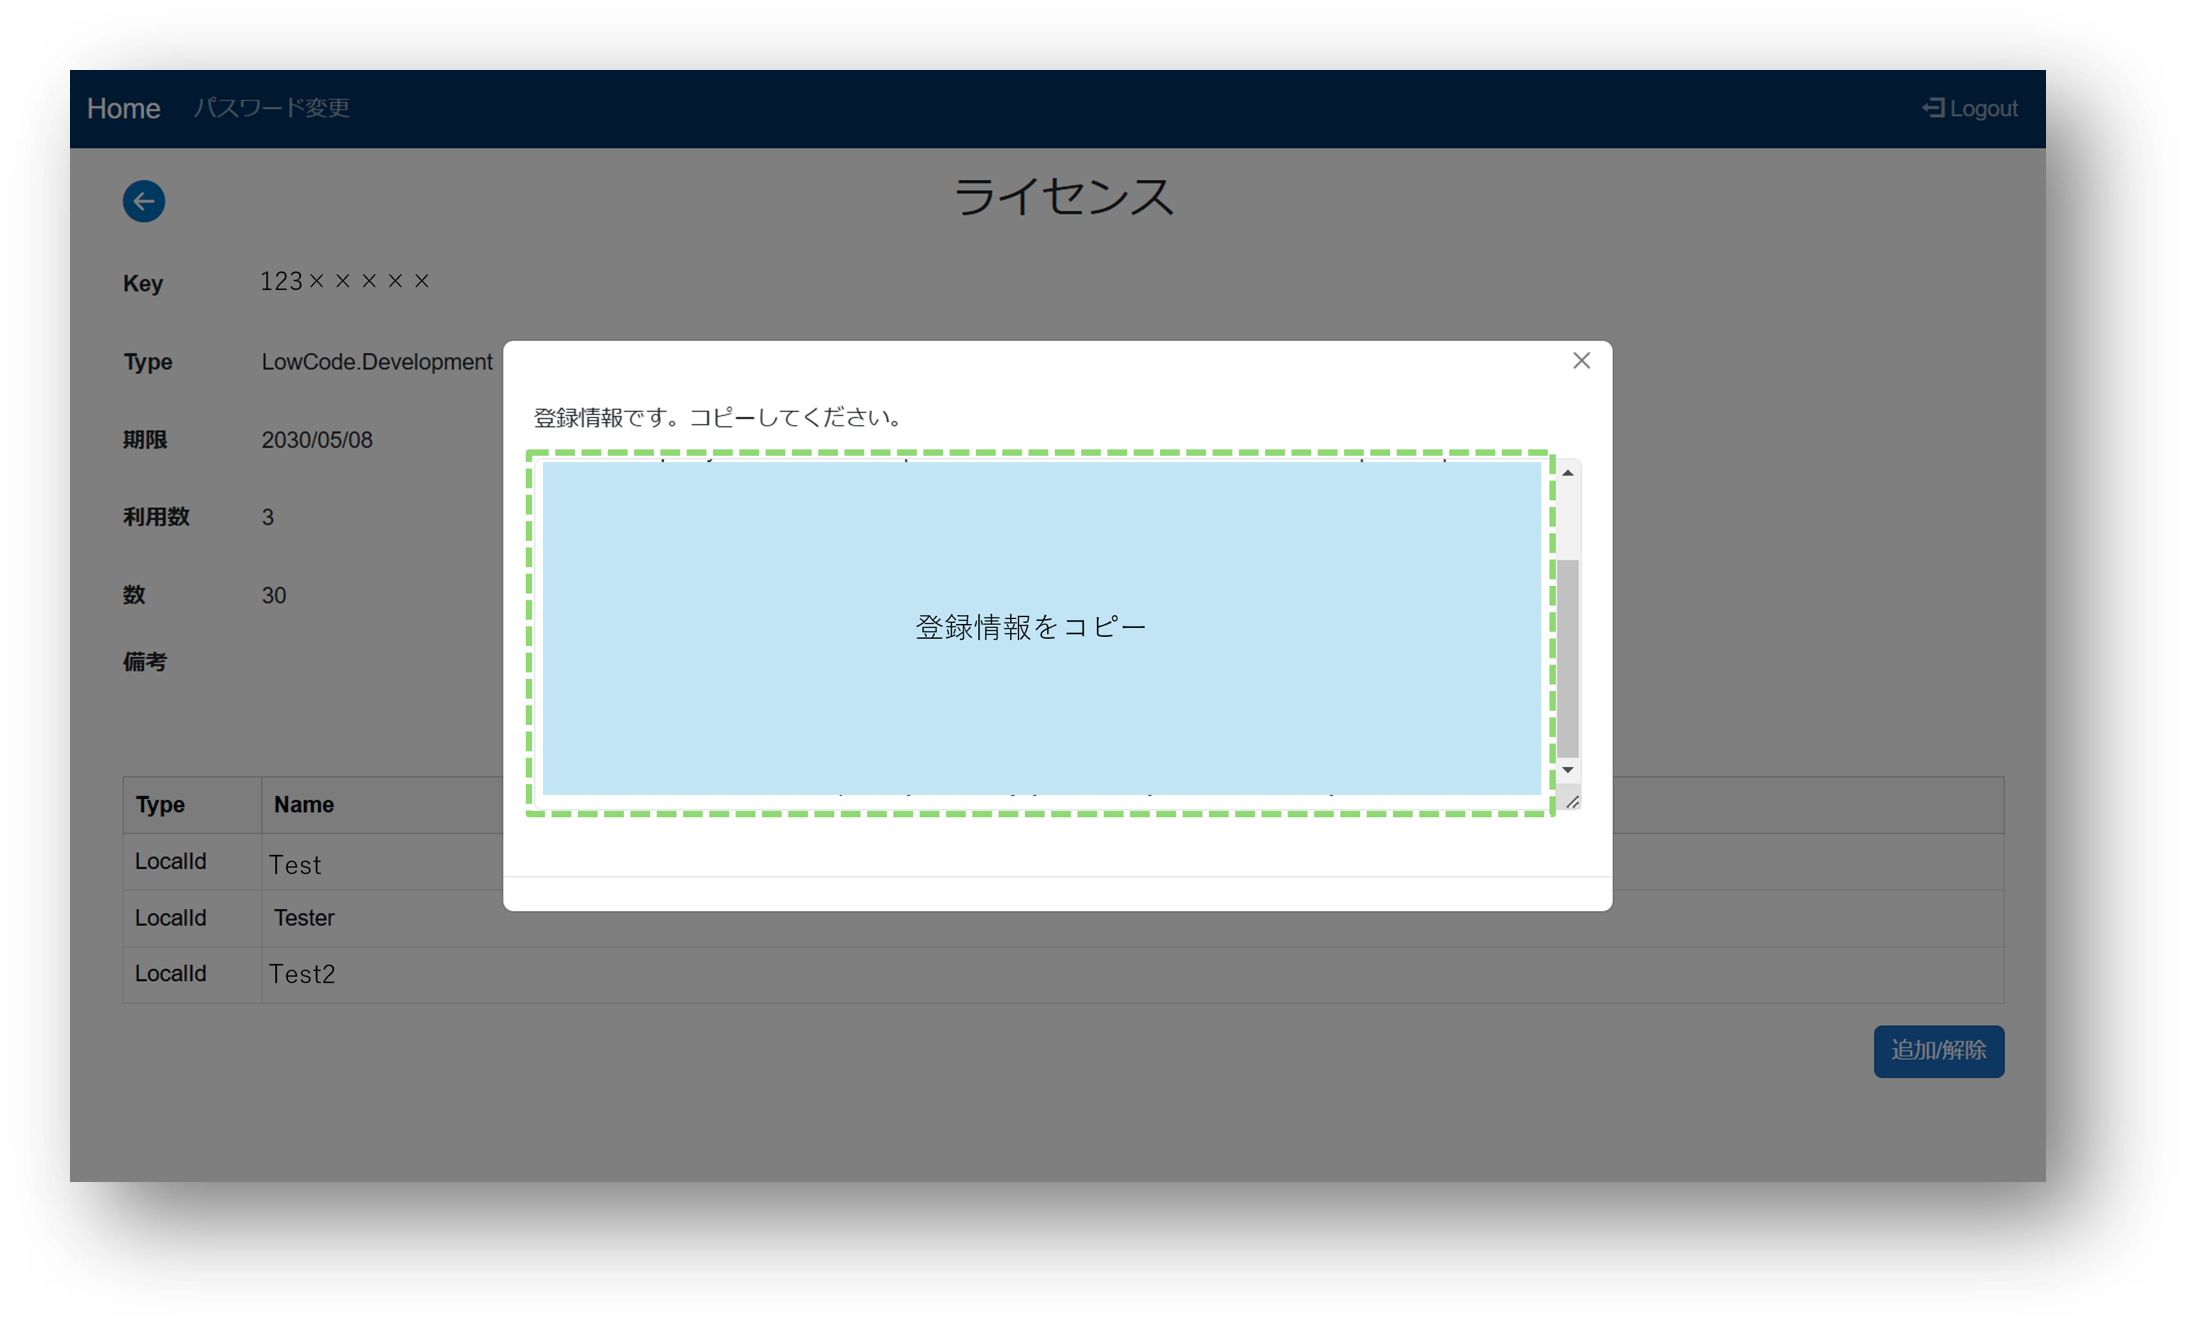 Home パスワード変更 Logout
ライセンス
Key 123×××××
Type LowCode.Development
期限 2030/05/08
利用数 3
数 30
備考
登録情報です。コピーしてください。
登録情報をコピー
Type Name
LocalId Test
LocalId Tester
LocalId Test2
追加/解除